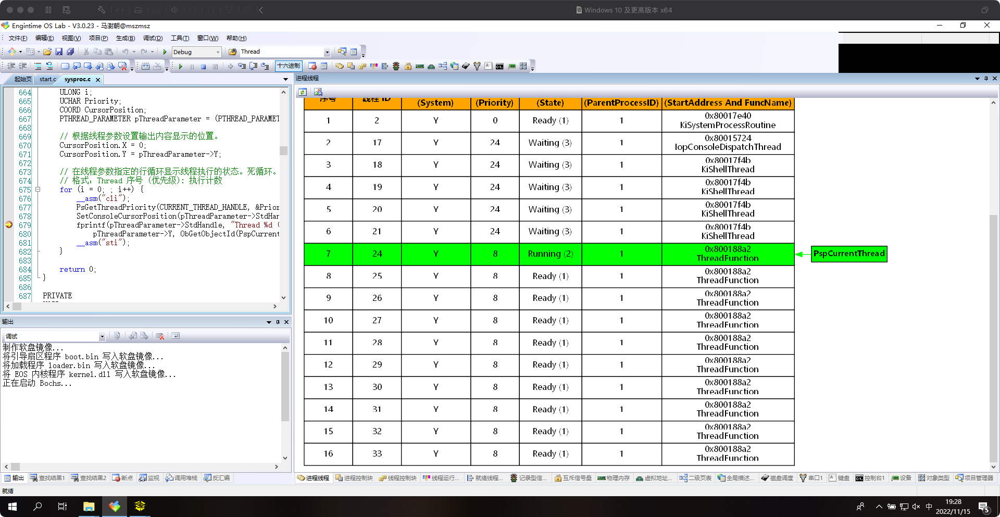 Windows 10 及更高版本 x64
Engintime OS Lab - V3.0.23 - 马澍朝@mszmsz
文件(F) 编辑(E) 视图(V) 项目(P) 生成(B) 调试(D) 工具(T) 窗口(W) 帮助(H)
Debug Thread
十六进制
起始页 start.c sysproc.c
664 ULONG i;
665 UCHAR Priority;
666 COORD CursorPosition;
667 PTHREAD_PARAMETER pThreadParameter = (PTHREAD_PARAMET
668
669 // 根据线程参数设置输出内容显示的位置。
670 CursorPosition.X = 0;
671 CursorPosition.Y = pThreadParameter->Y;
672
673 // 在线程参数指定的行循环显示线程执行的状态。死循环。
674 // 格式: Thread 序号 (优先级): 执行计数
675 for (i = 0; ; i++) {
676 __asm("cli");
677 PsGetThreadPriority(CURRENT_THREAD_HANDLE, &Prior
678 SetConsoleCursorPosition(pThreadParameter->StdHan
679 fprintf(pThreadParameter->StdHandle, "Thread %d (
680 pThreadParameter->Y, ObGetObjectId(PspCurrent
681 __asm("sti");
682 }
683
684 return 0;
685 }
686
687 PRIVATE
输出
调试
制作软盘镜像...
将引导扇区程序 boot.bin 写入软盘镜像...
将加载程序 loader.bin 写入软盘镜像...
将 EOS 内核程序 kernel.dll 写入软盘镜像...
正在启动 Bochs...
输出 查找结果1 查找结果2 断点 监视 调用堆栈 反汇编
就绪
进程线程
序号 线程 ID (System) (Priority) (State) (ParentProcessID) (StartAddress And FuncName)
1 2 Y 0 Ready (1) 1 0x80017e40
KiSystemProcessRoutine
2 17 Y 24 Waiting (3) 1 0x80015724
IopConsoleDispatchThread
3 18 Y 24 Waiting (3) 1 0x80017f4b
KiShellThread
4 19 Y 24 Waiting (3) 1 0x80017f4b
KiShellThread
5 20 Y 24 Waiting (3) 1 0x80017f4b
KiShellThread
6 21 Y 24 Waiting (3) 1 0x80017f4b
KiShellThread
7 24 Y 8 Running (2) 1 0x800188a2
ThreadFunction
PspCurrentThread
8 25 Y 8 Ready (1) 1 0x800188a2
ThreadFunction
9 26 Y 8 Ready (1) 1 0x800188a2
ThreadFunction
10 27 Y 8 Ready (1) 1 0x800188a2
ThreadFunction
11 28 Y 8 Ready (1) 1 0x800188a2
ThreadFunction
12 29 Y 8 Ready (1) 1 0x800188a2
ThreadFunction
13 30 Y 8 Ready (1) 1 0x800188a2
ThreadFunction
14 31 Y 8 Ready (1) 1 0x800188a2
ThreadFunction
15 32 Y 8 Ready (1) 1 0x800188a2
ThreadFunction
16 33 Y 8 Ready (1) 1 0x800188a2
ThreadFunction
进程线程 进程控制块 线程控制块 线程运行... 就绪线程... 记录型信... 互斥信号量 物理内存 虚拟地址... 二级页表 全局描述... 磁盘调度 串口1 键盘 控制台1 设备 对象类型 项目管理器
中
19:28
2022/11/15
5